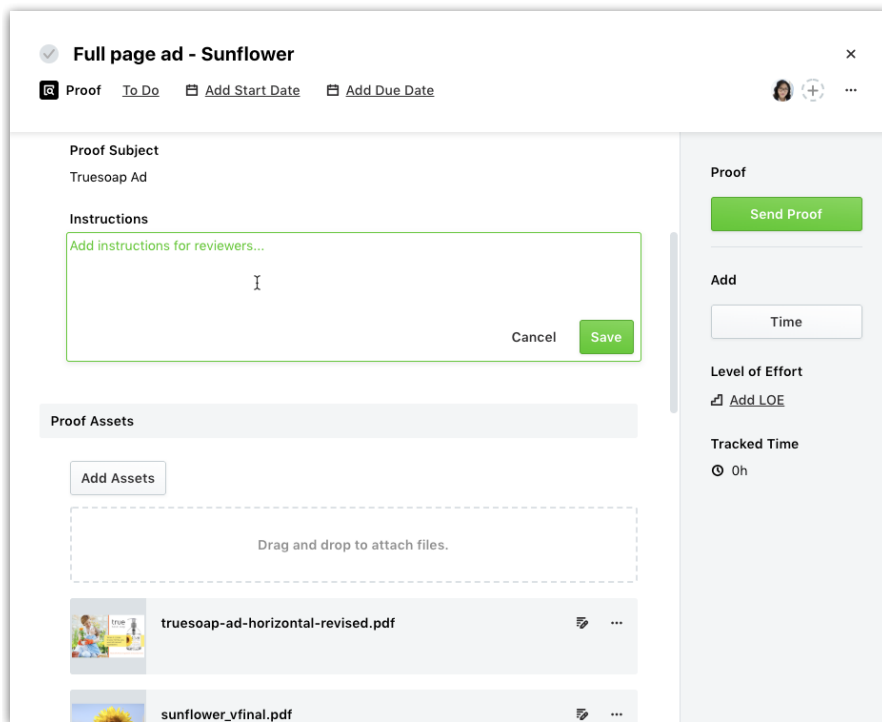 Full page ad - Sunflower
Proof To Do Add Start Date Add Due Date
Proof Subject
Truesoap Ad
Instructions
Add instructions for reviewers...
Cancel Save
Proof Assets
Add Assets
Drag and drop to attach files.
true
truesoap-ad-horizontal-revised.pdf
sunflower_vfinal.pdf
Proof
Send Proof
Add
Time
Level of Effort
Add LOE
Tracked Time
0h